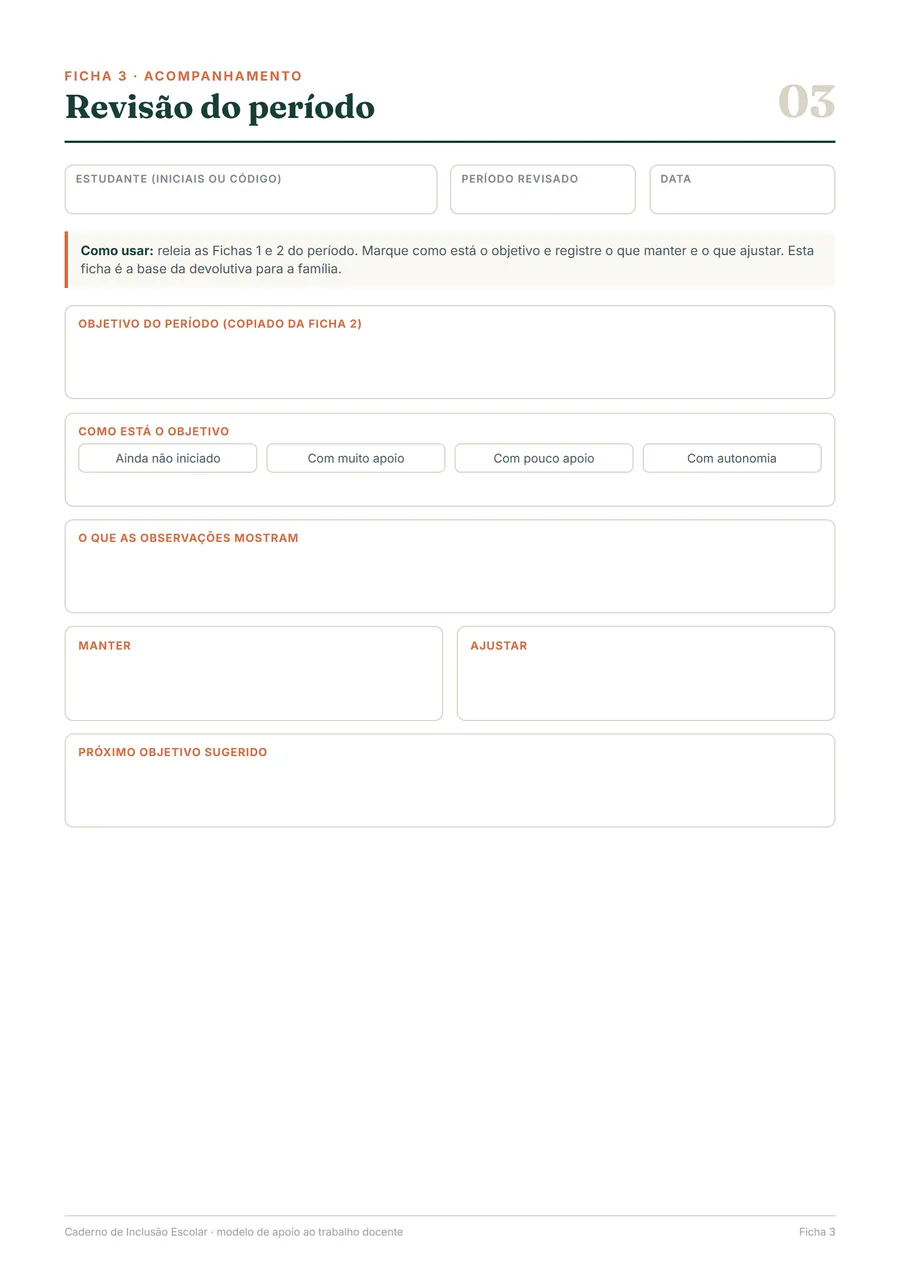 FICHA 3 · ACOMPANHAMENTO
Revisão do período
03
ESTUDANTE (INICIAIS OU CÓDIGO)
PERÍODO REVISADO
DATA
Como usar: releia as Fichas 1 e 2 do período. Marque como está o objetivo e registre o que manter e o que ajustar. Esta
ficha é a base da devolutiva para a família.
OBJETIVO DO PERÍODO (COPIADO DA FICHA 2)
COMO ESTÁ O OBJETIVO
Ainda não iniciado
Com muito apoio
Com pouco apoio
Com autonomia
O QUE AS OBSERVAÇÕES MOSTRAM
MANTER
AJUSTAR
PRÓXIMO OBJETIVO SUGERIDO
Caderno de Inclusão Escolar · modelo de apoio ao trabalho docente
Ficha 3